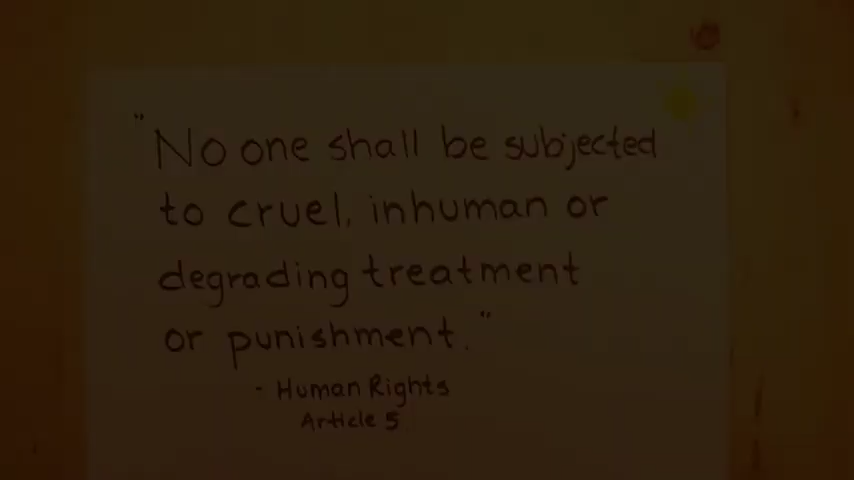 "No one shall be subjected
to cruel, inhuman or
degrading treatment
or punishment."
- Human Rights
Article 5